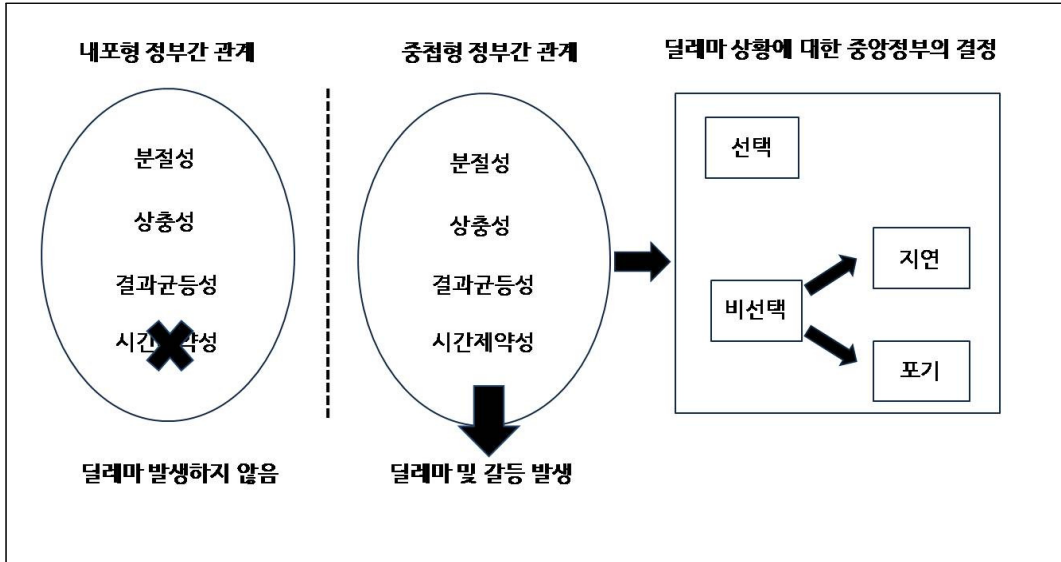 내포형 정부간 관계
분절성
상충성
결과균등성
시간 약성
딜레마 발생하지 않음
중첩형 정부간 관계
분절성
상충성
결과균등성
시간제약성
딜레마 및 갈등 발생
딜레마 상황에 대한 중앙정부의 결정
선택
비선택
지연
포기